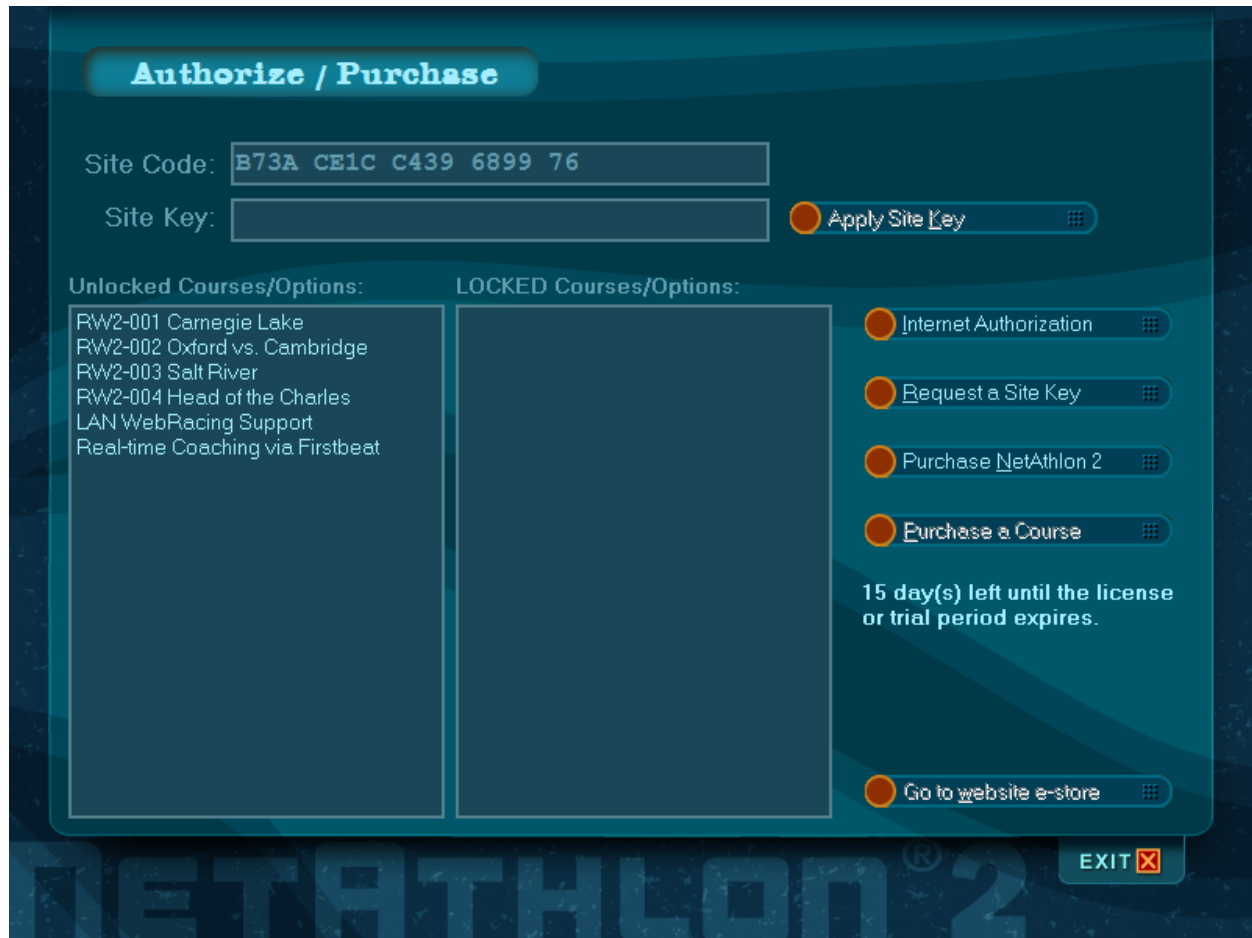 Authorize / Purchase
Site Code: B73A CE1C C439 6899 76
Site Key:
Apply Site Key
Unlocked Courses/Options:
LOCKED Courses/Options:
RW2-001 Carnegie Lake
RW2-002 Oxford vs. Cambridge
RW2-003 Salt River
RW2-004 Head of the Charles
LAN WebRacing Support
Real-time Coaching via Firstbeat
Internet Authorization
Request a Site Key
Purchase NetAthlon 2
Purchase a Course
15 day(s) left until the license
or trial period expires.
Go to website e-store
EXIT
NETATHLON® 2